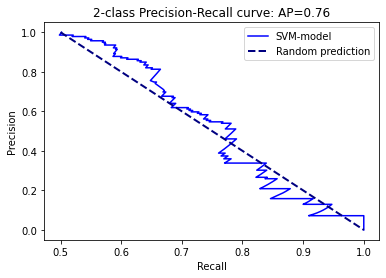 2-class Precision-Recall curve: AP=0.76
SVM-model
Random prediction
1.0
0.8
0.6
0.4
0.2
0.0
Precision
0.5
0.6
0.7
0.8
0.9
1.0
Recall